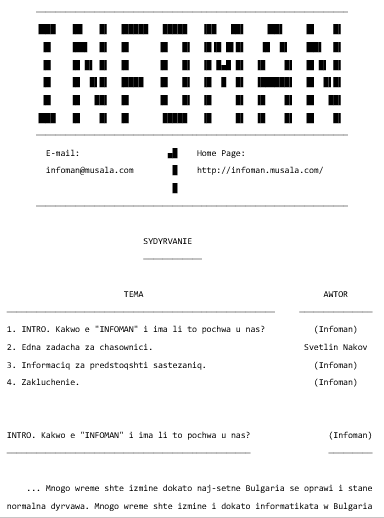 INFOMAN
E-mail: 1 Home Page:
infoman@musala.com http://infoman.musala.com/
SYDYRVANIE
TEMA AWTOR
1. INTRO. Kakwo e "INFOMAN" i ima li to pochwa u nas? (Infoman)
2. Edna zadacha za chasownici. Svetlin Nakov
3. Informaciq za predstoqshti sastezaniq. (Infoman)
4. Zakluchenie. (Infoman)
INTRO. Kakwo e "INFOMAN" i ima li to pochwa u nas? (Infoman)
... Mnogo wreme shte izmine dokato naj-setne Bulgaria se oprawi i stane
normalna dyrvawa. Mnogo wreme shte izmine i dokato informatikata w Bulgaria